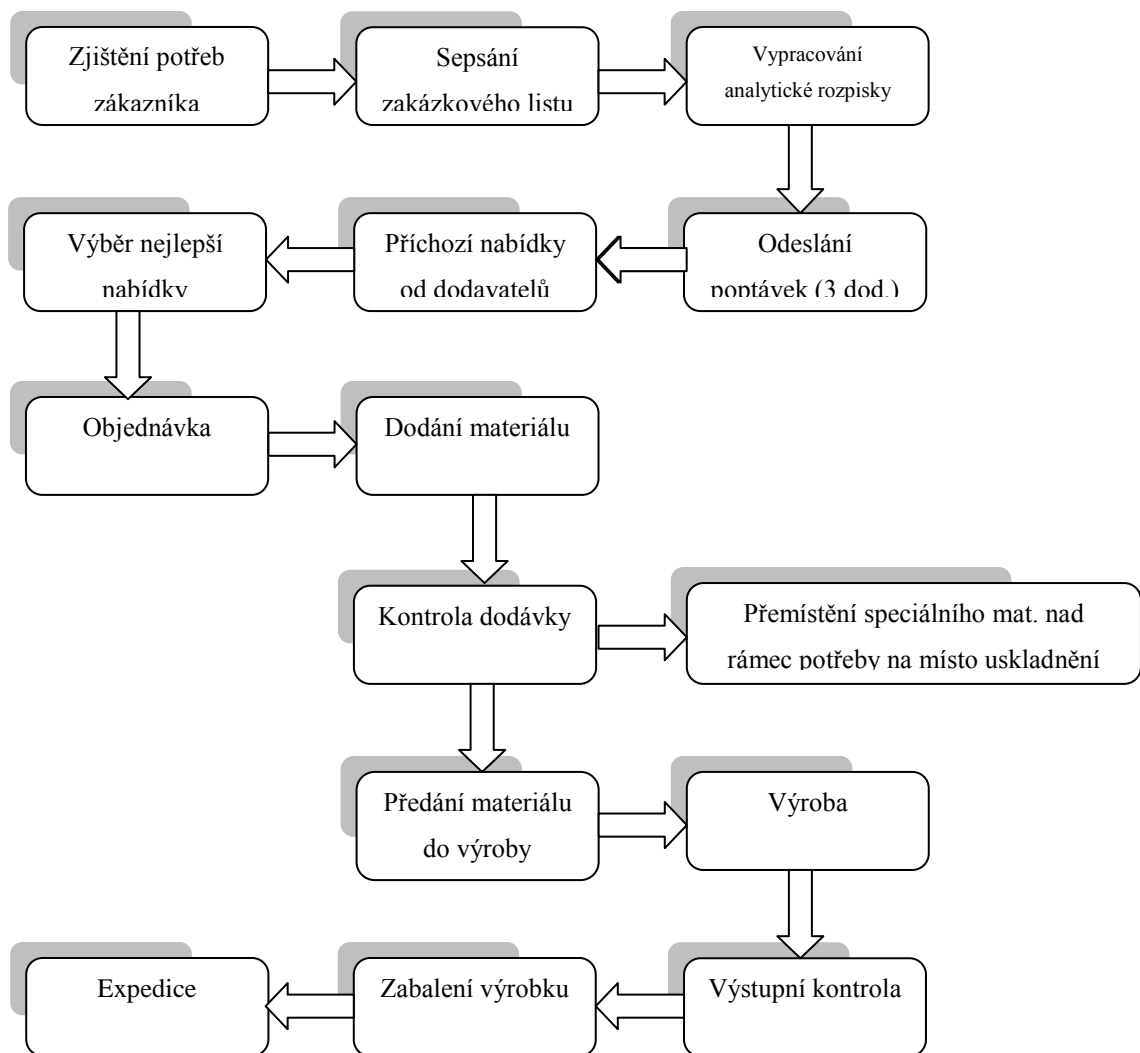 Zjištění potřeb
zákazníka
Sepsání
zakázkového listu
Vypracování
analytické rozpisky
Odeslání
poptávek (3 dod.)
Příchozí nabídky
od dodavatelů
Výběr nejlepší
nabídky
Objednávka
Dodání materiálu
Kontrola dodávky
Přemístění speciálního mat. nad
rámec potřeby na místo uskladnění
Předání materiálu
do výroby
Výroba
Výstupní kontrola
Zabalení výrobku
Expedice